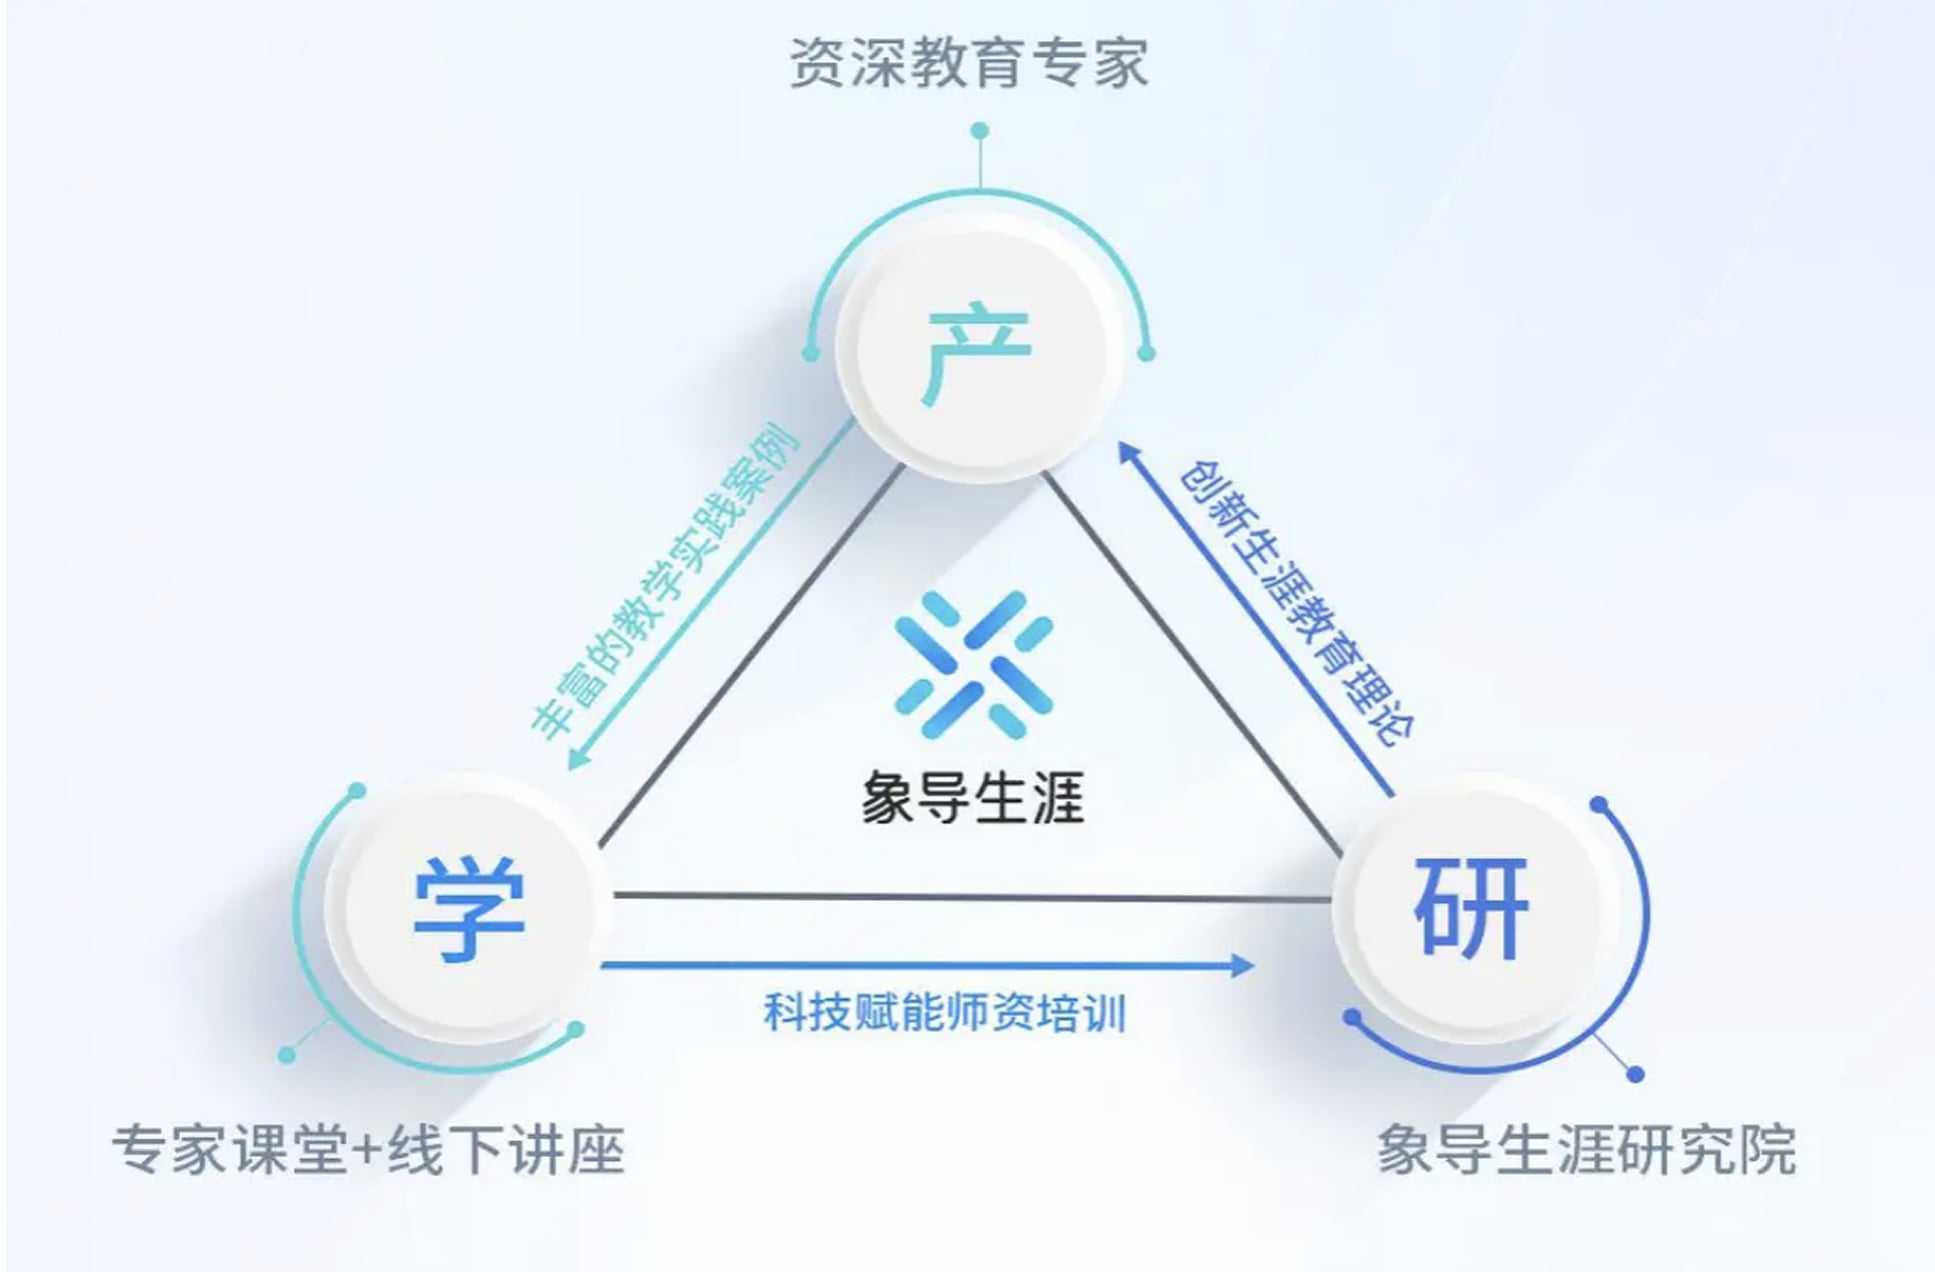 资深教育专家
产
丰富的教学实践案例
创新生涯教育理论
象导生涯
学
研
科技赋能师资培训
专家课堂+线下讲座
象导生涯研究院